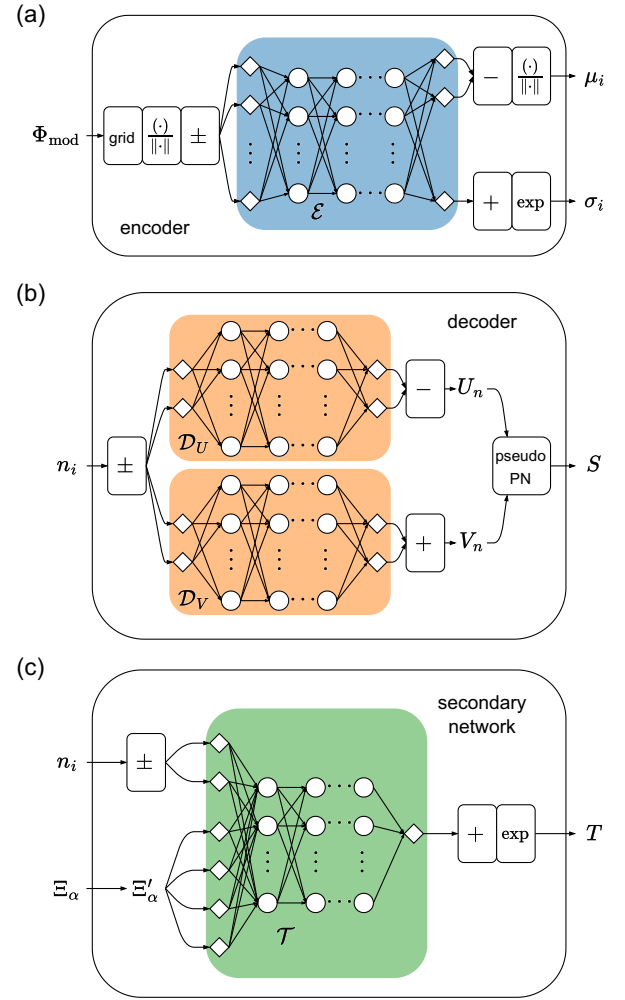 (a)
Φ_mod
grid
(·)
‖·‖
±
ℰ
encoder
−
(·)
‖·‖
μ_i
+
exp
σ_i
(b)
decoder
n_i
±
𝒟_U
𝒟_V
−
U_n
+
V_n
pseudo
PN
S
(c)
secondary
network
n_i
±
Ξ_α
Ξ′_α
𝒯
+
exp
T